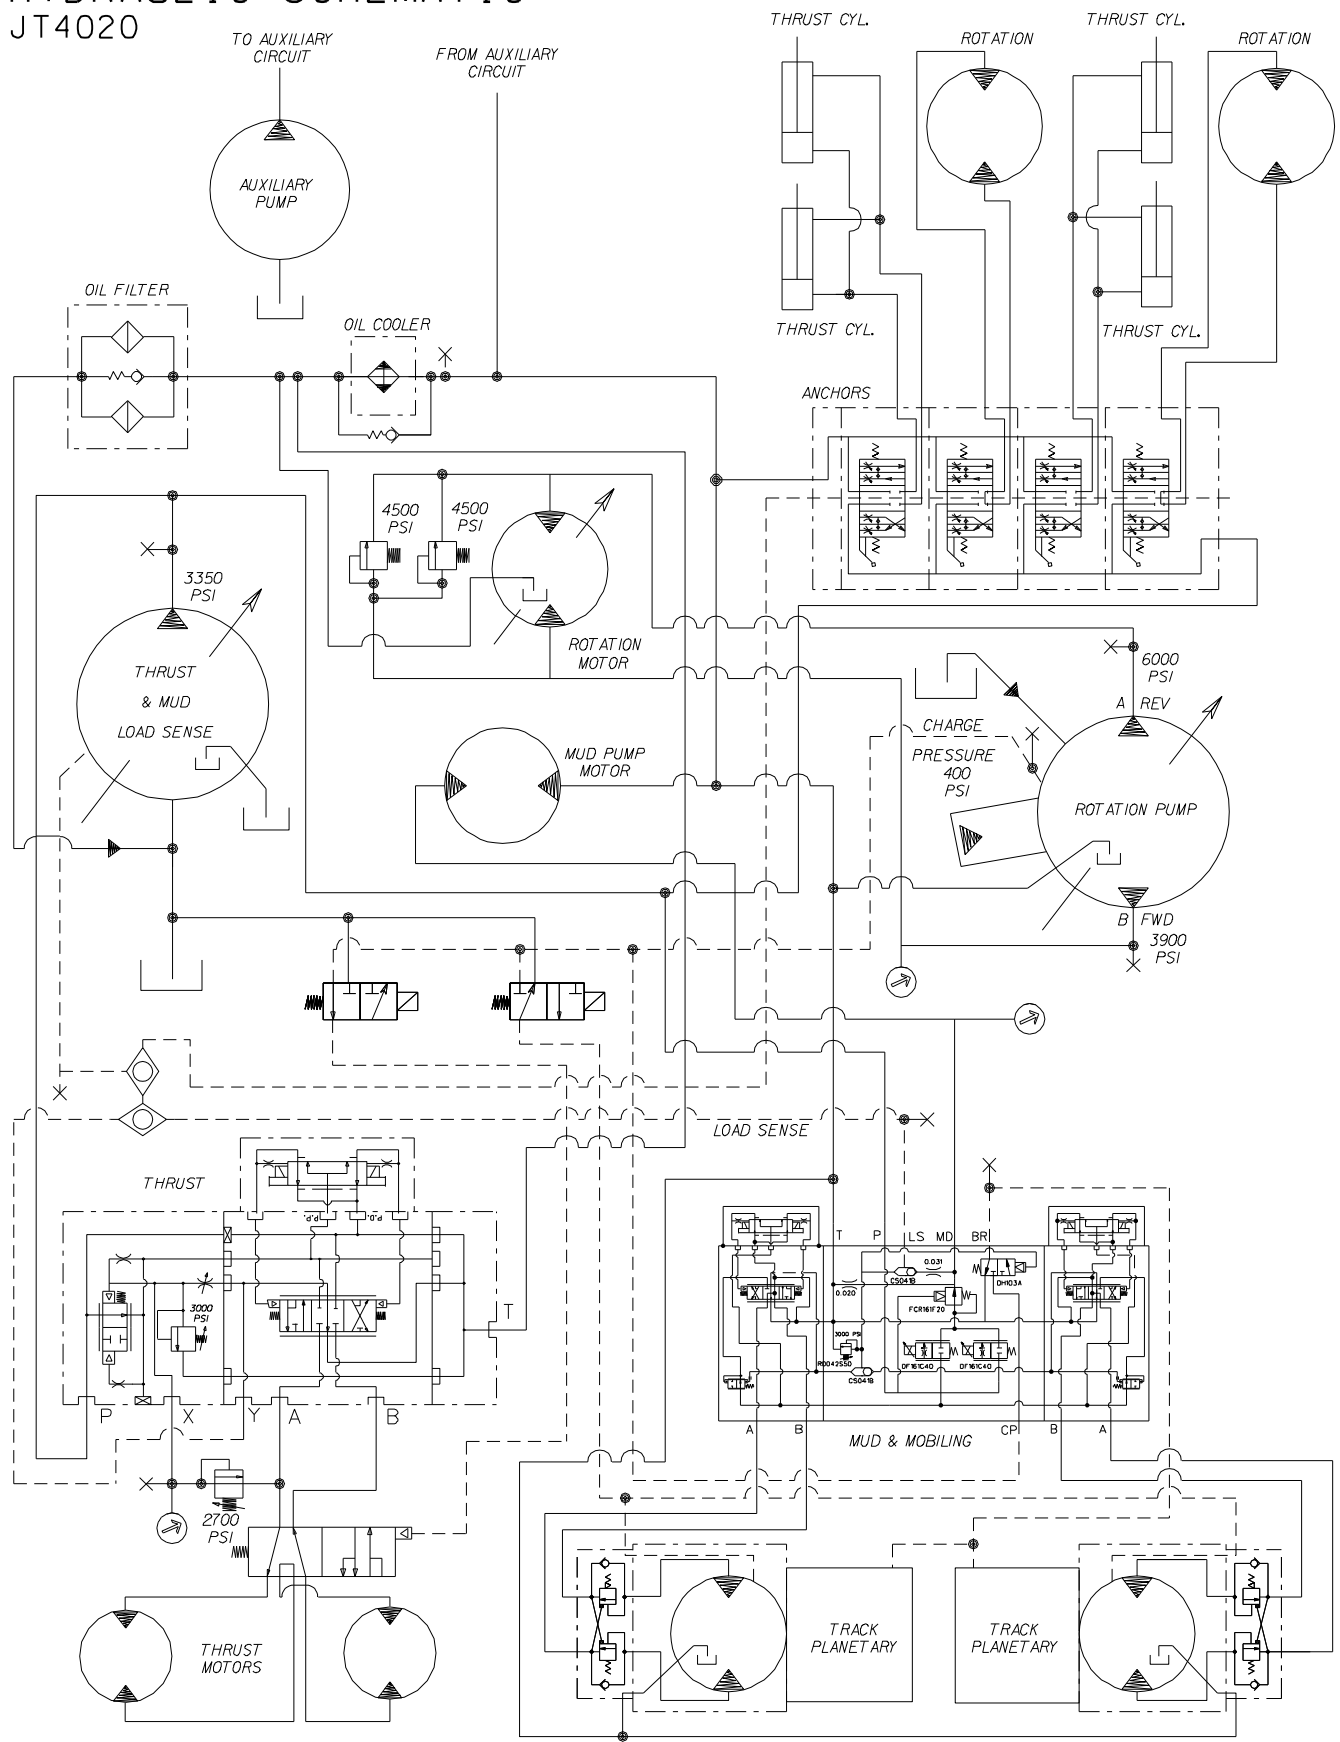 JT4020
TO AUXILIARY
CIRCUIT
FROM AUXILIARY
CIRCUIT
THRUST CYL.
ROTATION
THRUST CYL.
ROTATION
AUXILIARY
PUMP
OIL FILTER
OIL COOLER
THRUST CYL.
THRUST CYL.
ANCHORS
4500
PSI
4500
PSI
3350
PSI
THRUST
& MUD
LOAD SENSE
ROTATION
MOTOR
6000
PSI
A REV
CHARGE
PRESSURE
400
PSI
MUD PUMP
MOTOR
ROTATION PUMP
B FWD
3900
PSI
LOAD SENSE
THRUST
P.P.
P.D.
T P LS MD BR
0.031
CS041B
DH103A
0.020
FCR161F20
3000
PSI
T
3000 PSI
RD042S50
DF161C40
DF161C40
CS041B
P X Y A B
A B CP B A
MUD & MOBILING
2700
PSI
THRUST
MOTORS
TRACK
PLANETARY
TRACK
PLANETARY